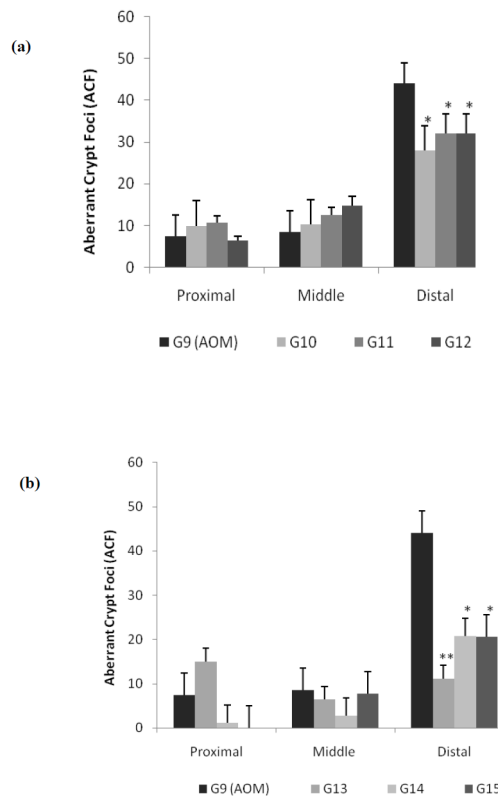 (a)
Aberrant Crypt Foci (ACF)
60
50
40
30
20
10
0
* * *
Proximal Middle Distal
G9 (AOM) G10 G11 G12
(b)
Aberrant Crypt Foci (ACF)
60
50
40
30
20
10
0
** * *
Proximal Middle Distal
G9 (AOM) G13 G14 G15